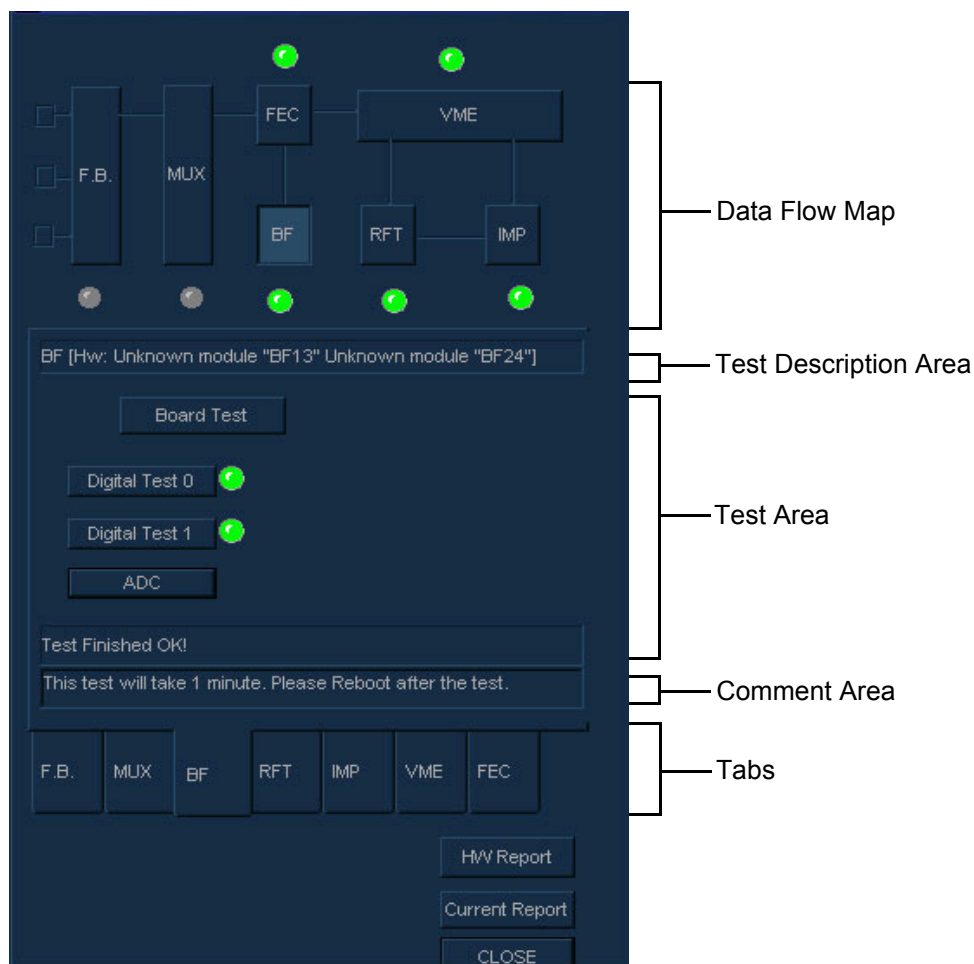 FEC
VME
F.B.
MUX
Data Flow Map
BF
RFT
IMP
BF [Hw: Unknown module "BF13" Unknown module "BF24"]
Test Description Area
Board Test
Digital Test 0
Test Area
Digital Test 1
ADC
Test Finished OK!
This test will take 1 minute. Please Reboot after the test.
Comment Area
F.B. MUX BF RFT IMP VME FEC
Tabs
HW Report
Current Report
CLOSE